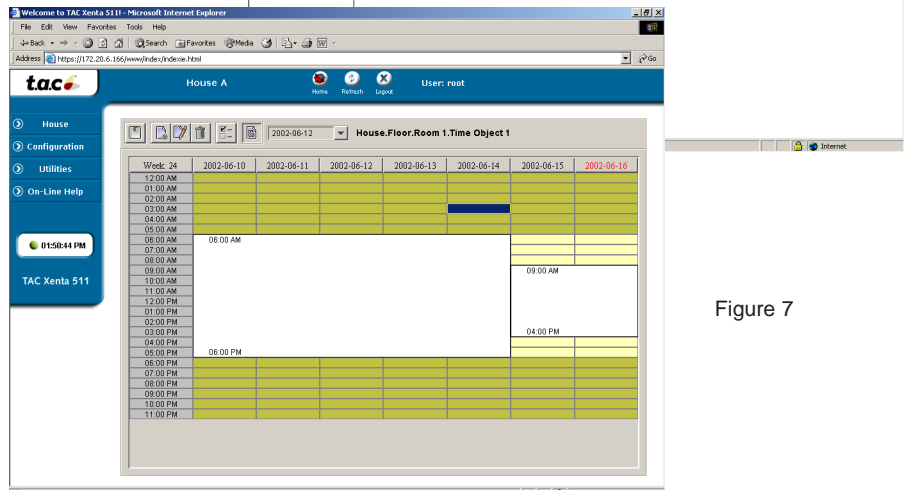 Welcome to TAC Xenta 511! - Microsoft Internet Explorer
File Edit View Favorites Tools Help
Back Search Favorites Media
Address https://172.20.6.166/www/index/indexie.html Go
t.a.c House A Home Refresh Logout User: root
House
Configuration
Utilities
On-Line Help
01:50:44 PM
TAC Xenta 511
2002-06-12 House.Floor.Room 1.Time Object 1
Internet
Week: 24 2002-06-10 2002-06-11 2002-06-12 2002-06-13 2002-06-14 2002-06-15 2002-06-16
12:00 AM
01:00 AM
02:00 AM
03:00 AM
04:00 AM
05:00 AM
06:00 AM 06:00 AM
07:00 AM
08:00 AM
09:00 AM 09:00 AM
10:00 AM
11:00 AM
12:00 PM
01:00 PM
02:00 PM
03:00 PM 04:00 PM
04:00 PM
05:00 PM 06:00 PM
06:00 PM
07:00 PM
08:00 PM
09:00 PM
10:00 PM
11:00 PM
Figure 7